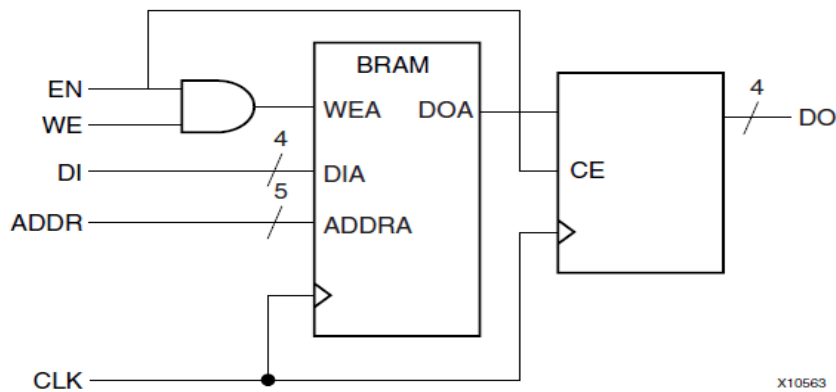 BRAM
4
EN
WEA
DOA
DO
WE
4
DI
DIA
CE
5
ADDR
ADDRA
CLK
X10563